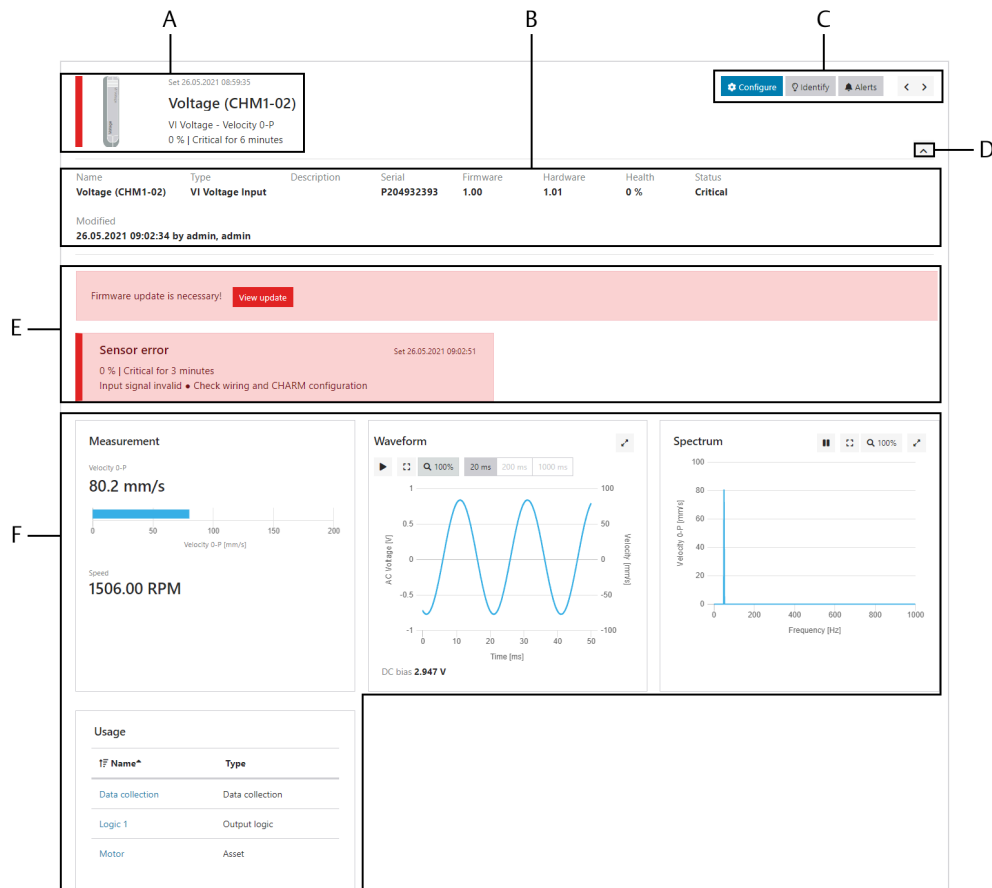 A
B
C
Set 26.05.2021 08:59:35
Voltage (CHM1-02)
VI Voltage - Velocity 0-P
0 % | Critical for 6 minutes
Configure Identify Alerts
D
Name Type Description Serial Firmware Hardware Health Status
Voltage (CHM1-02) VI Voltage Input P204932393 1.00 1.01 0 % Critical
Modified
26.05.2021 09:02:34 by admin, admin
E
Firmware update is necessary! View update
Sensor error Set 26.05.2021 09:02:51
0 % | Critical for 3 minutes
Input signal invalid ● Check wiring and CHARM configuration
F
Measurement
Velocity 0-P
80.2 mm/s
0 50 100 150 200
Velocity 0-P [mm/s]
Speed
1506.00 RPM
Waveform
100% 20 ms 200 ms 1000 ms
1 100
0.5 50
0 0
-0.5 -50
-1 -100
AC Voltage [V]
Velocity [mm/s]
0 10 20 30 40 50
Time [ms]
DC bias 2.947 V
Spectrum
100%
100
80
60
40
20
0
Velocity 0-P [mm/s]
0 200 400 600 800 1000
Frequency [Hz]
Usage
Name Type
Data collection Data collection
Logic 1 Output logic
Motor Asset